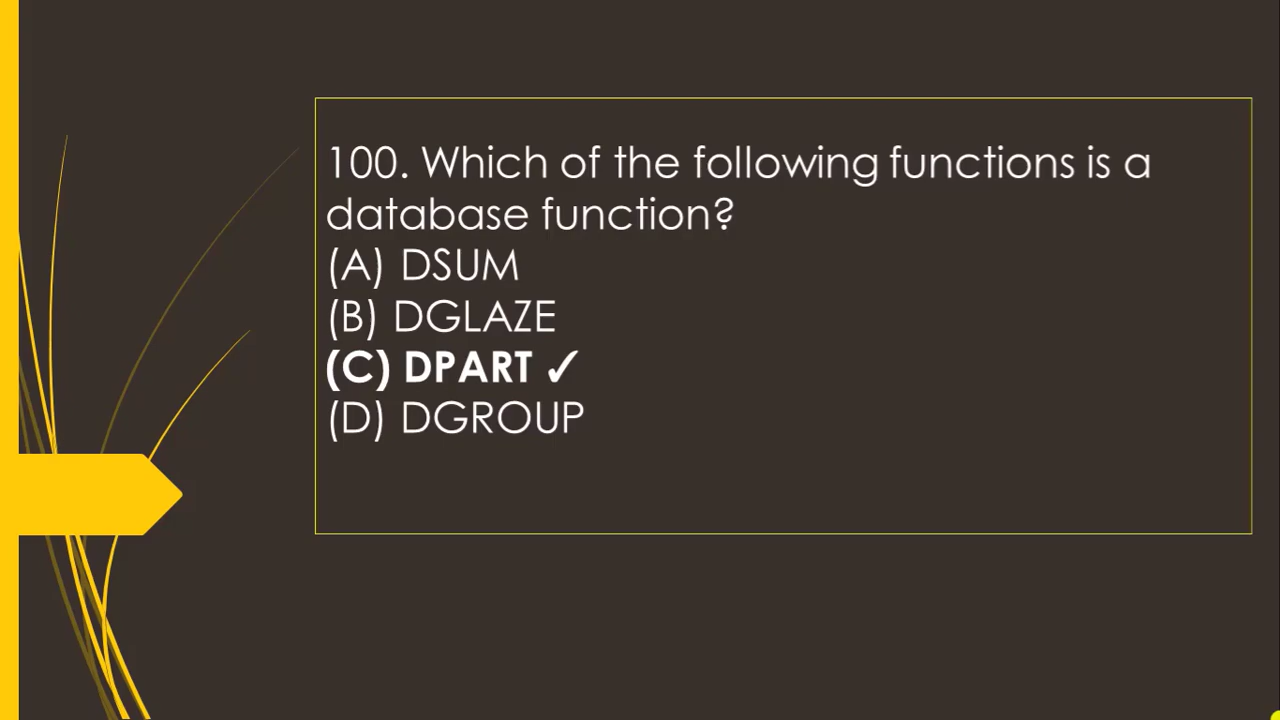 100. Which of the following functions is a
database function?
(A) DSUM
(B) DGLAZE
(C) DPART ✓
(D) DGROUP